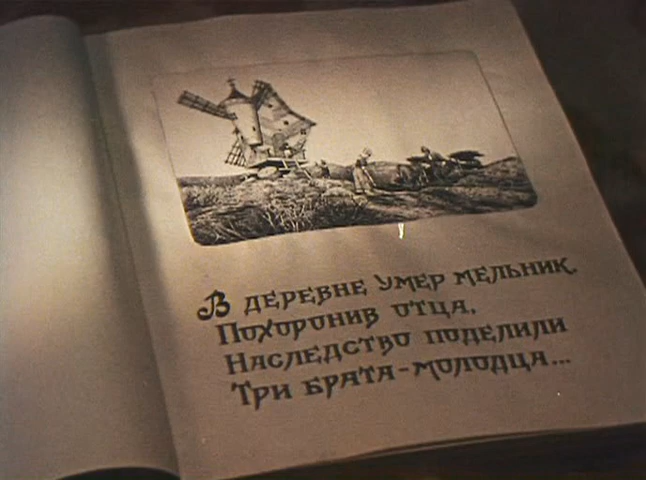 В деревне умер мельник.
Похоронив отца,
Наследство поделили
Три брата-молодца...